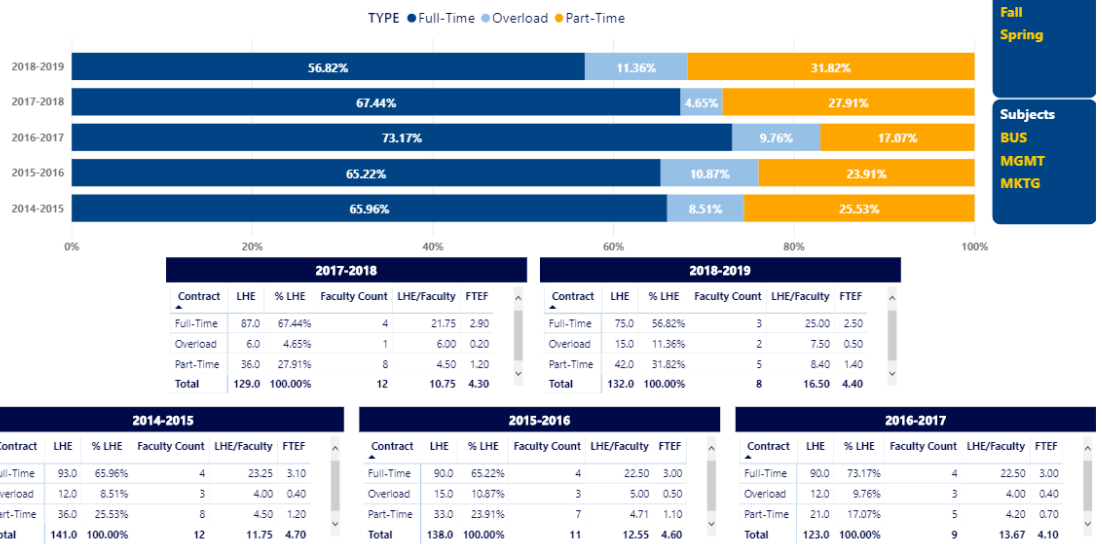 TYPE Full-Time Overload Part-Time
Fall
Spring
2018-2019 56.82% 11.36% 31.82%
2017-2018 67.44% 4.65% 27.91%
2016-2017 73.17% 9.76% 17.07%
2015-2016 65.22% 10.87% 23.91%
2014-2015 65.96% 8.51% 25.53%
0% 20% 40% 60% 80% 100%
Subjects
BUS
MGMT
MKTG
2017-2018
Contract LHE % LHE Faculty Count LHE/Faculty FTEF
Full-Time 87.0 67.44% 4 21.75 2.90
Overload 6.0 4.65% 1 6.00 0.20
Part-Time 36.0 27.91% 8 4.50 1.20
Total 129.0 100.00% 12 10.75 4.30
2018-2019
Contract LHE % LHE Faculty Count LHE/Faculty FTEF
Full-Time 75.0 56.82% 3 25.00 2.50
Overload 15.0 11.36% 2 7.50 0.50
Part-Time 42.0 31.82% 5 8.40 1.40
Total 132.0 100.00% 8 16.50 4.40
2014-2015
ontract LHE % LHE Faculty Count LHE/Faculty FTEF
ull-Time 93.0 65.96% 4 23.25 3.10
verload 12.0 8.51% 3 4.00 0.40
art-Time 36.0 25.53% 8 4.50 1.20
otal 141.0 100.00% 12 11.75 4.70
2015-2016
Contract LHE % LHE Faculty Count LHE/Faculty FTEF
Full-Time 90.0 65.22% 4 22.50 3.00
Overload 15.0 10.87% 3 5.00 0.50
Part-Time 33.0 23.91% 7 4.71 1.10
Total 138.0 100.00% 11 12.55 4.60
2016-2017
Contract LHE % LHE Faculty Count LHE/Faculty FTEF
Full-Time 90.0 73.17% 4 22.50 3.00
Overload 12.0 9.76% 3 4.00 0.40
Part-Time 21.0 17.07% 5 4.20 0.70
Total 123.0 100.00% 9 13.67 4.10